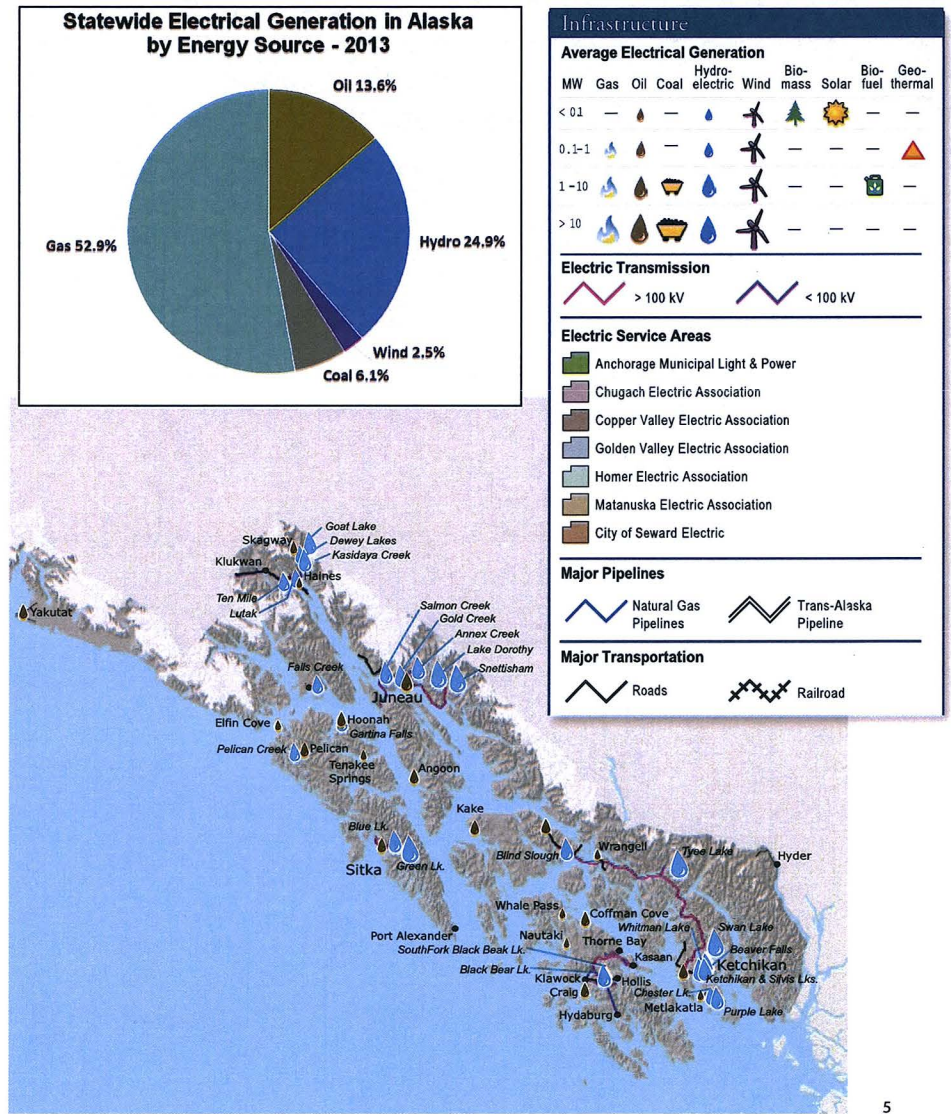 Statewide Electrical Generation in Alaska
by Energy Source - 2013
Oil 13.6%
Hydro 24.9%
Gas 52.9%
Wind 2.5%
Coal 6.1%
Infrastructure
Average Electrical Generation
MW Gas Oil Coal Hydro-electric Wind Bio-mass Solar Bio-fuel Geo-thermal
< 01 — — — —
0.1–1 — — — —
1 –10 — — —
> 10 — — — —
Electric Transmission
> 100 kV
< 100 kV
Electric Service Areas
Anchorage Municipal Light & Power
Chugach Electric Association
Copper Valley Electric Association
Golden Valley Electric Association
Homer Electric Association
Matanuska Electric Association
City of Seward Electric
Major Pipelines
Natural Gas
Pipelines
Trans-Alaska
Pipeline
Major Transportation
Roads
Railroad
Goat Lake
Skagway
Dewey Lakes
Kasidaya Creek
Klukwan
Haines
Ten Mile
Lutak
Yakutat
Salmon Creek
Gold Creek
Annex Creek
Lake Dorothy
Snettisham
Falls Creek
Juneau
Elfin Cove
Hoonah
Gartina Falls
Pelican Creek
Pelican
Tenakee
Springs
Angoon
Kake
Blue Lk.
Sitka
Green Lk.
Blind Slough
Wrangell
Tyee Lake
Hyder
Whale Pass
Coffman Cove
Whitman Lake
Swan Lake
Port Alexander
Nautaki
Thorne Bay
Beaver Falls
SouthFork Black Beak Lk.
Kasaan
Ketchikan
Black Bear Lk.
Klawock
Hollis
Ketchikan & Silvis Lks.
Craig
Chester Lk.
Metlakatla
Purple Lake
Hydaburg
5